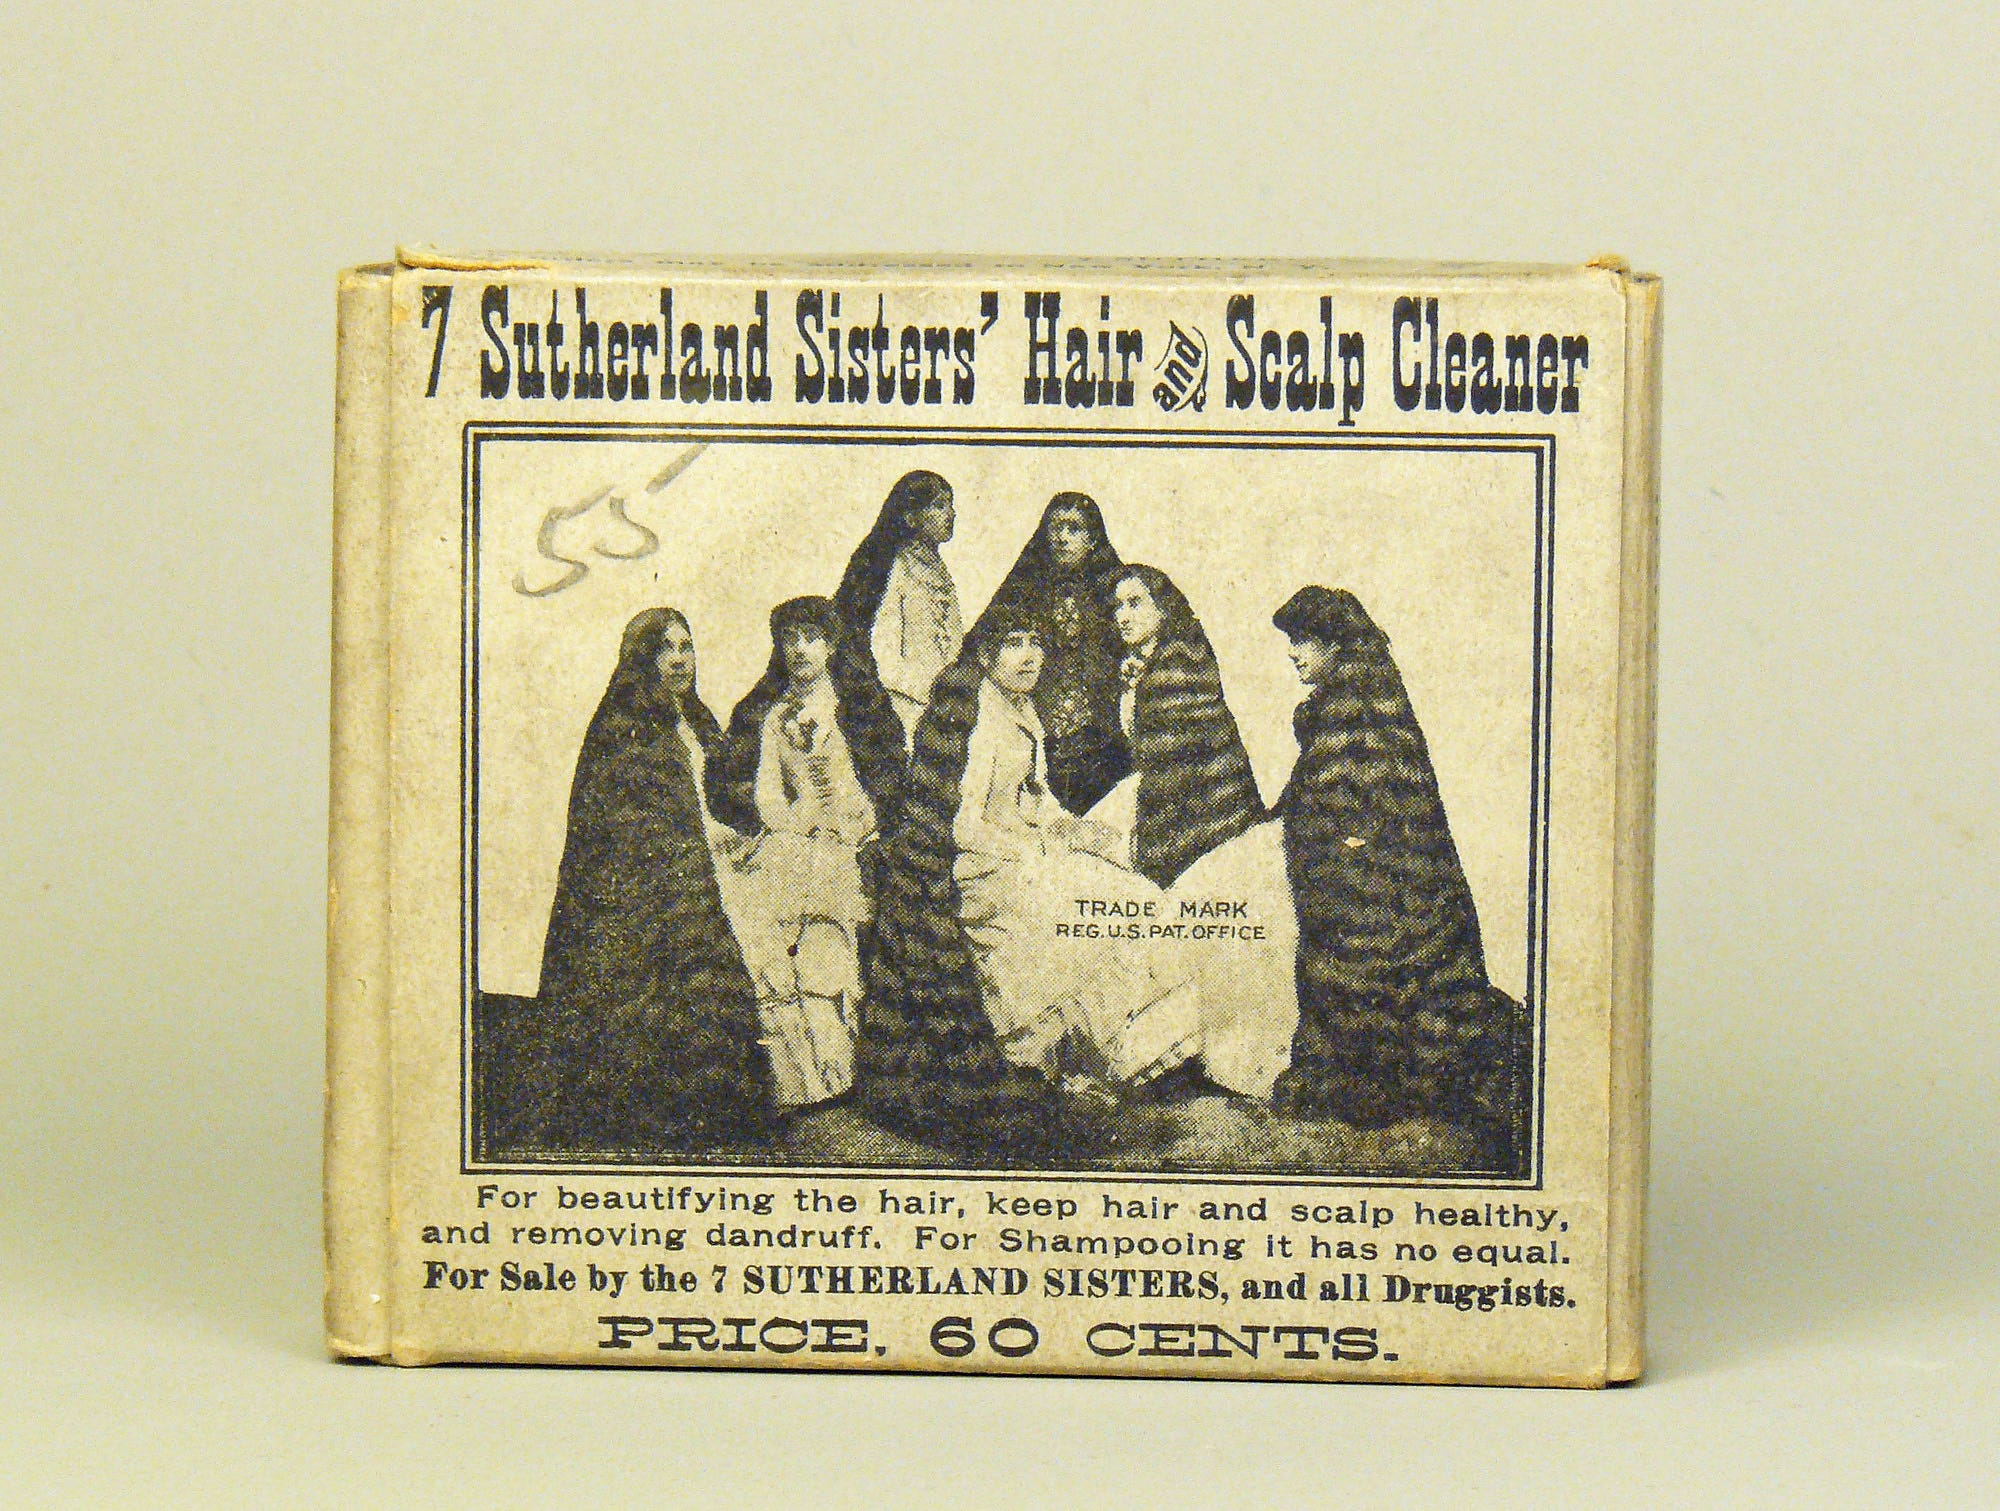 7 Sutherland Sisters' Hair and Scalp Cleaner
55
TRADE MARK
REG. U.S. PAT. OFFICE
For beautifying the hair, keep hair and scalp healthy,
and removing dandruff. For Shampooing it has no equal.
For Sale by the 7 SUTHERLAND SISTERS, and all Druggists.
PRICE, 60 CENTS.